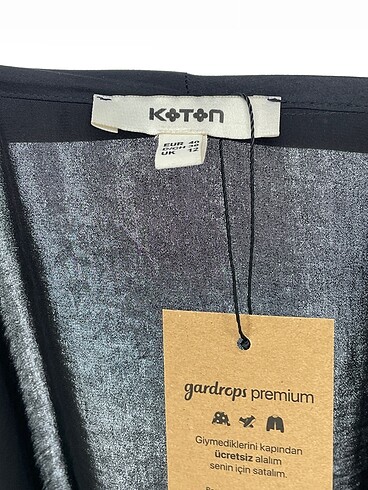 KOTON
EUR 40
UK 12
gardrops premium
Giymediklerini kapından
ücretsiz alalım
senin için satalım.